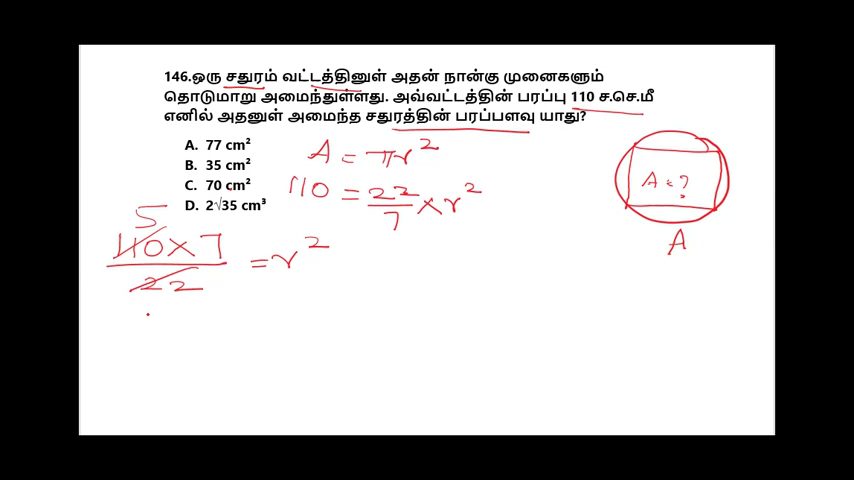 146.ஒரு சதுரம் வட்டத்தினுள் அதன் நான்கு முனைகளும்
தொடுமாறு அமைந்துள்ளது. அவ்வட்டத்தின் பரப்பு 110 ச.செ.மீ
எனில் அதனுள் அமைந்த சதுரத்தின் பரப்பளவு யாது?
A. 77 cm²
B. 35 cm²
C. 70 cm²
D. 2√35 cm³
A = πr²
110 = 22/7 × r²
5
110 × 7 / 22 = r²
A = ?
A